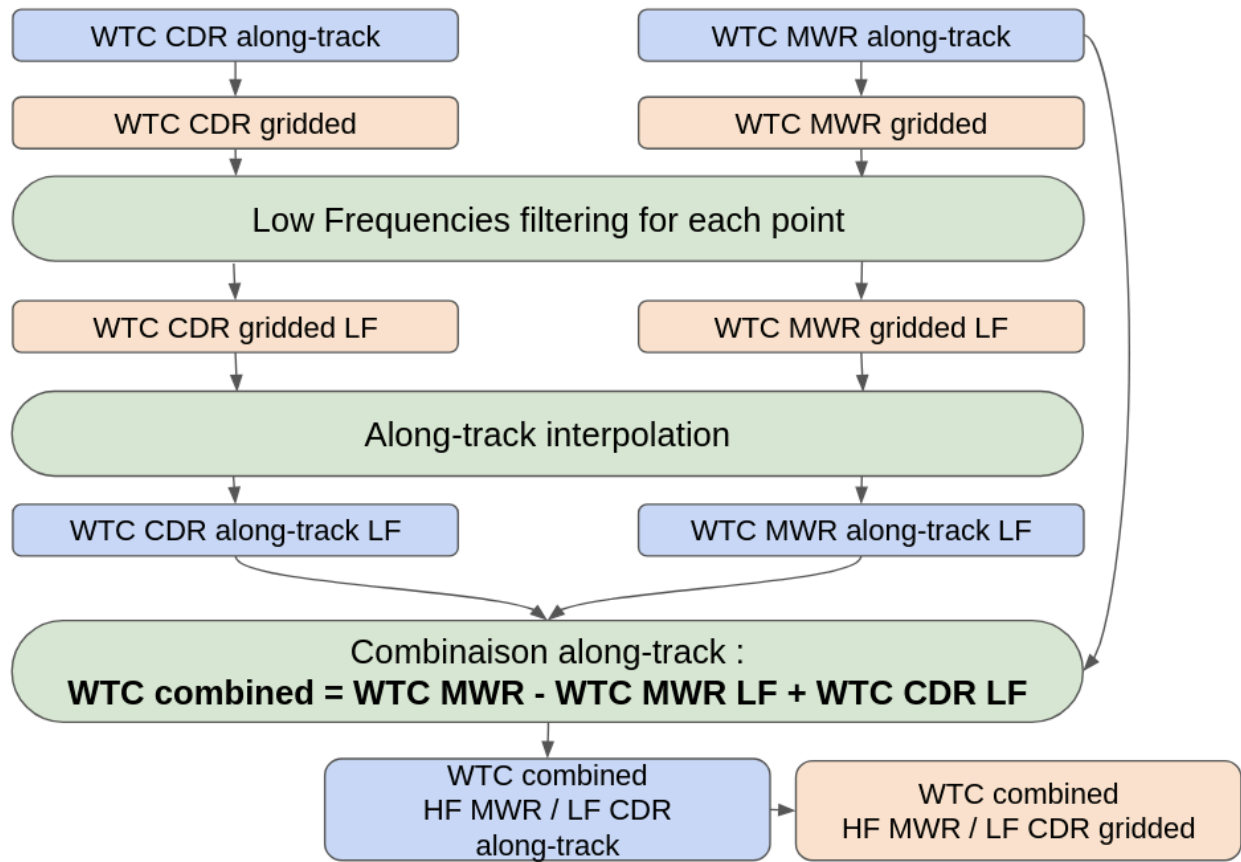 WTC CDR along-track
WTC MWR along-track
WTC CDR gridded
WTC MWR gridded
Low Frequencies filtering for each point
WTC CDR gridded LF
WTC MWR gridded LF
Along-track interpolation
WTC CDR along-track LF
WTC MWR along-track LF
Combinaison along-track :
WTC combined = WTC MWR - WTC MWR LF + WTC CDR LF
WTC combined
HF MWR / LF CDR
along-track
WTC combined
HF MWR / LF CDR gridded